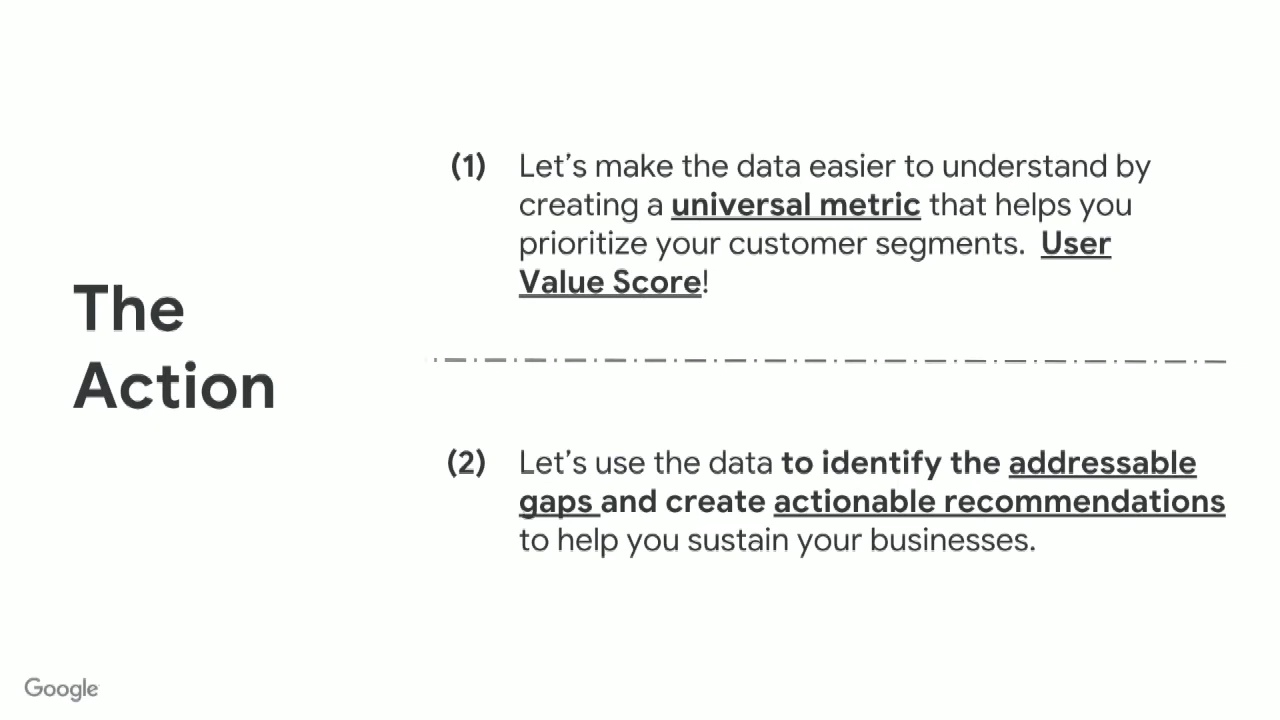 The
Action
(1) Let's make the data easier to understand by
creating a universal metric that helps you
prioritize your customer segments. User
Value Score!
(2) Let's use the data to identify the addressable
gaps and create actionable recommendations
to help you sustain your businesses.
Google